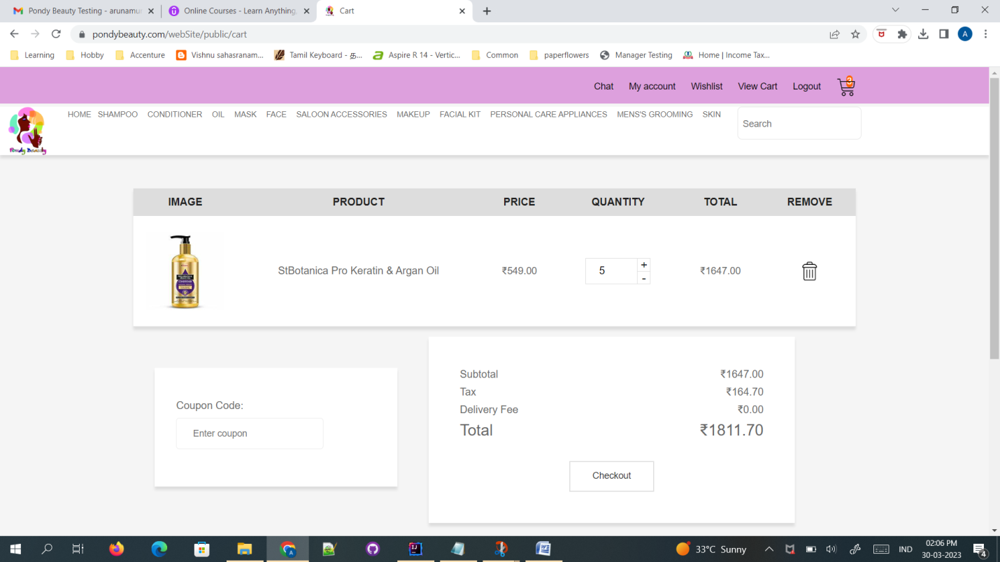 Pondy Beauty Testing - arunamur
Online Courses - Learn Anything,
Cart
pondybeauty.com/webSite/public/cart
A
Learning
Hobby
Accenture
Vishnu sahasranam...
Tamil Keyboard - த...
Aspire R 14 - Vertic...
Common
paperflowers
Manager Testing
Home | Income Tax...
Chat
My account
Wishlist
View Cart
Logout
3
Pondy Beauty
HOME SHAMPOO CONDITIONER OIL MASK FACE SALOON ACCESSORIES MAKEUP FACIAL KIT PERSONAL CARE APPLIANCES MENS'S GROOMING SKIN
Search
IMAGE PRODUCT PRICE QUANTITY TOTAL REMOVE
StBotanica Pro Keratin & Argan Oil ₹549.00 5 + - ₹1647.00
Coupon Code:
Enter coupon
Subtotal ₹1647.00
Tax ₹164.70
Delivery Fee ₹0.00
Total ₹1811.70
Checkout
33°C Sunny
IND
02:06 PM
30-03-2023
4